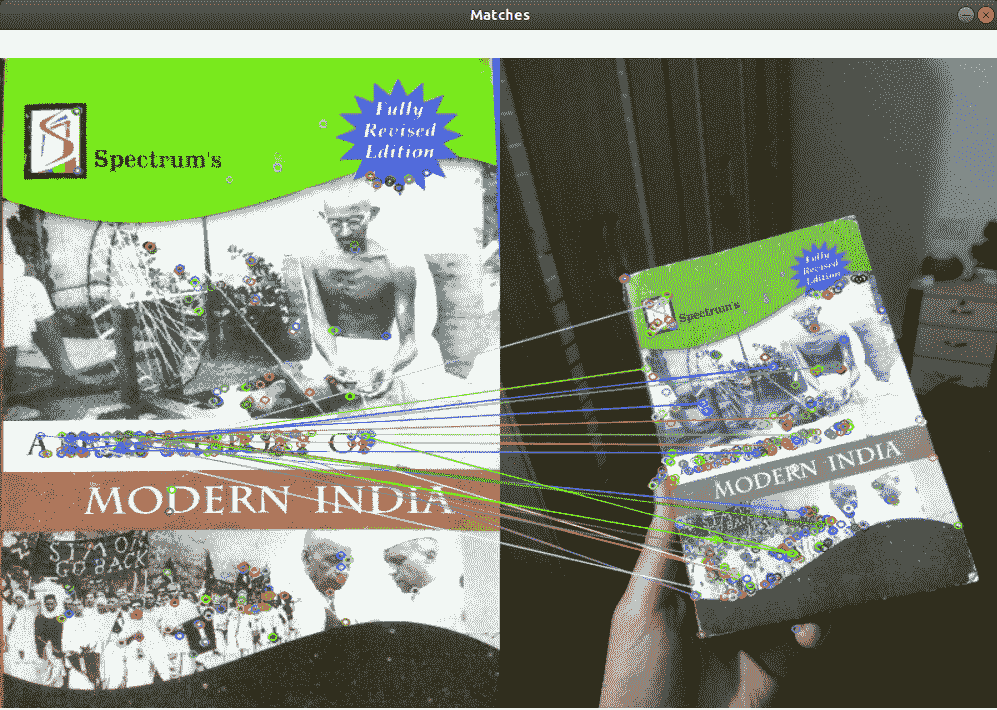 Matches
Fully
Revised
Edition
Spectrum's
MODERN INDIA
SIMON
GO BACK
Fully
Revised
Edition
Spectrum's
MODERN INDIA